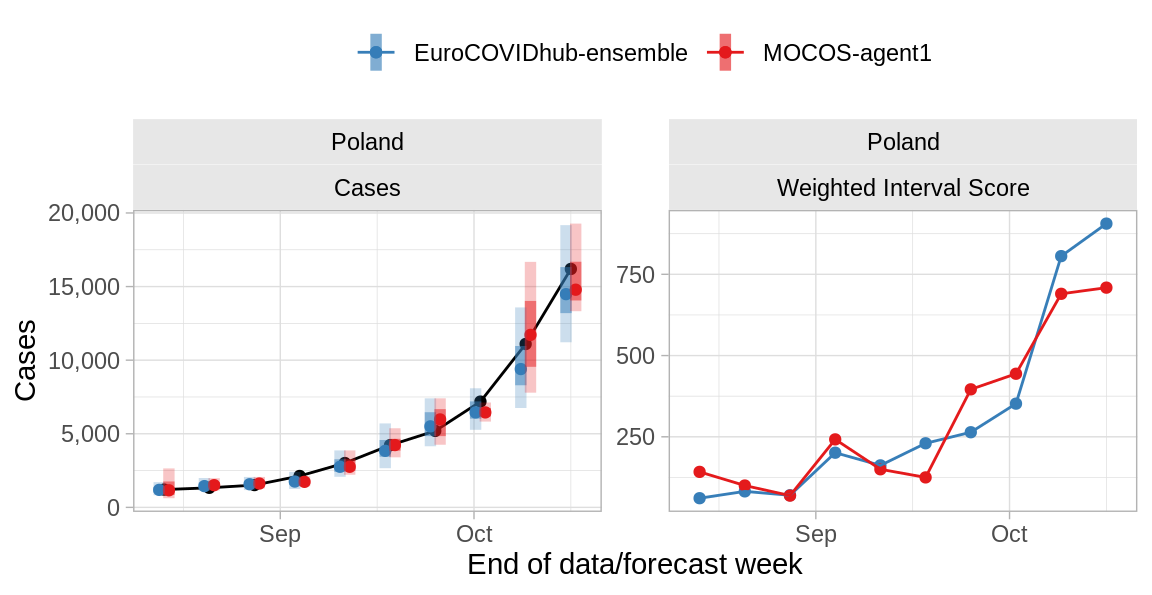 EuroCOVIDhub-ensemble MOCOS-agent1
Poland
Cases
20,000
15,000
10,000
5,000
0
Cases
Sep Oct
Poland
Weighted Interval Score
750
500
250
Sep Oct
End of data/forecast week